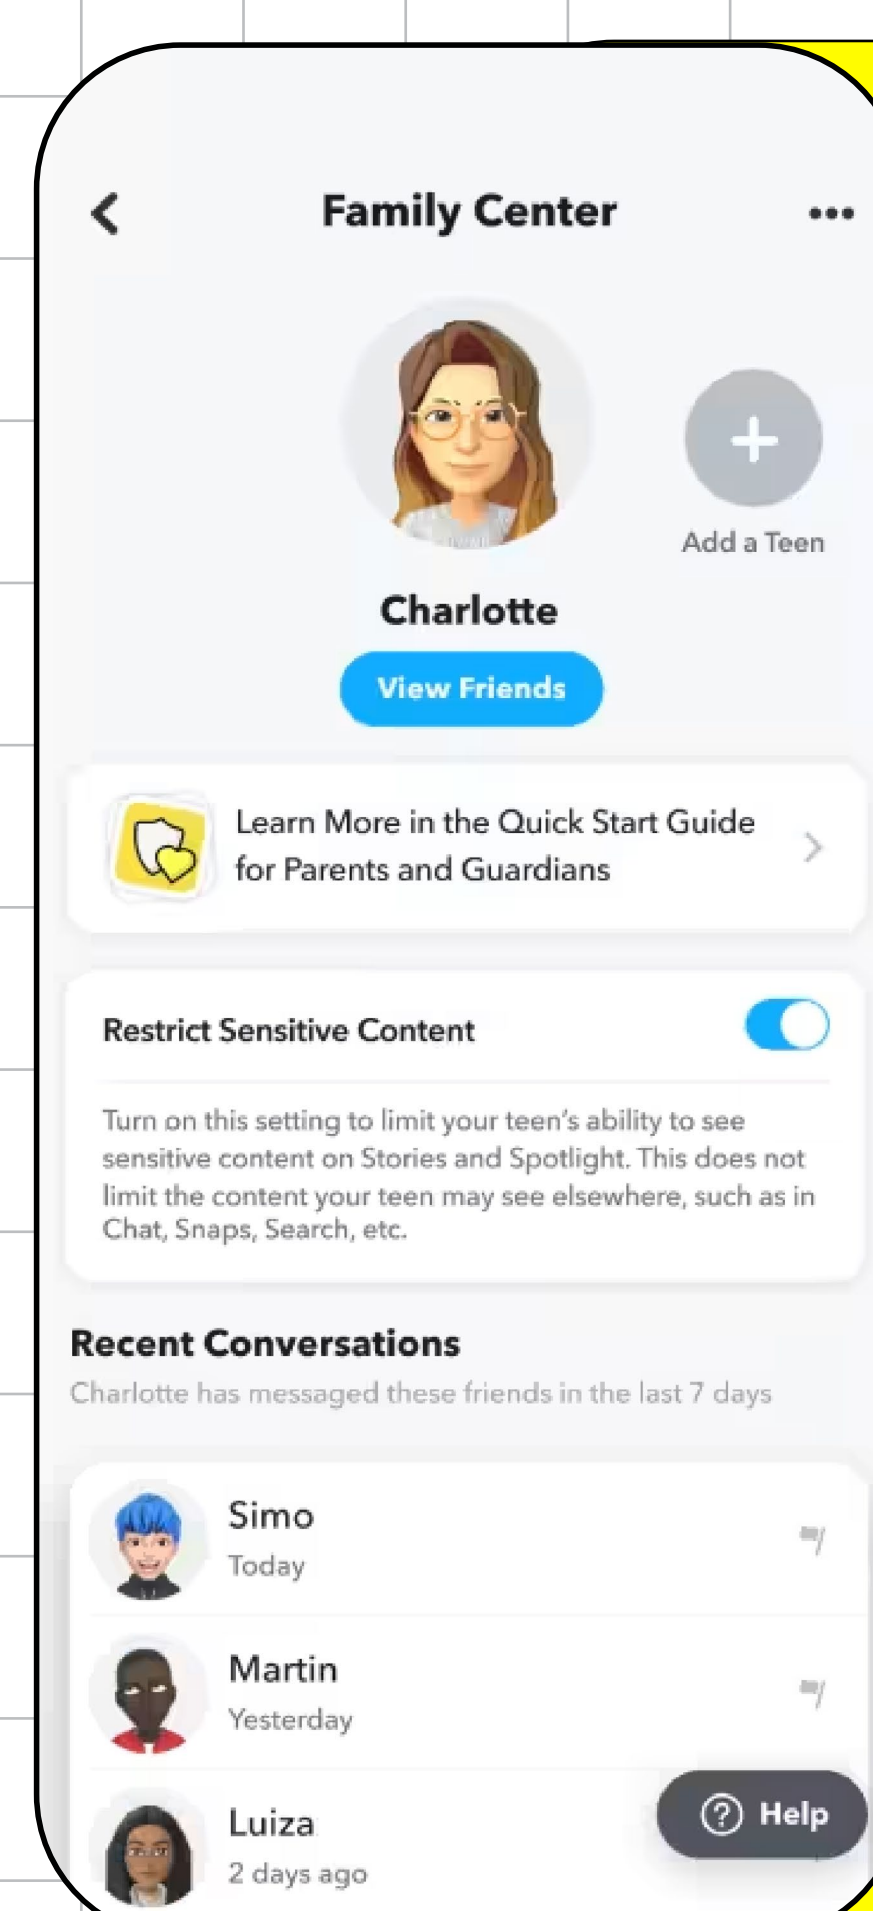 Family Center
Add a Teen
Charlotte
View Friends
Learn More in the Quick Start Guide
for Parents and Guardians
Restrict Sensitive Content
Turn on this setting to limit your teen's ability to see
sensitive content on Stories and Spotlight. This does not
limit the content your teen may see elsewhere, such as in
Chat, Snaps, Search, etc.
Recent Conversations
Charlotte has messaged these friends in the last 7 days
Simo
Today
Martin
Yesterday
Luiza
2 days ago
Help